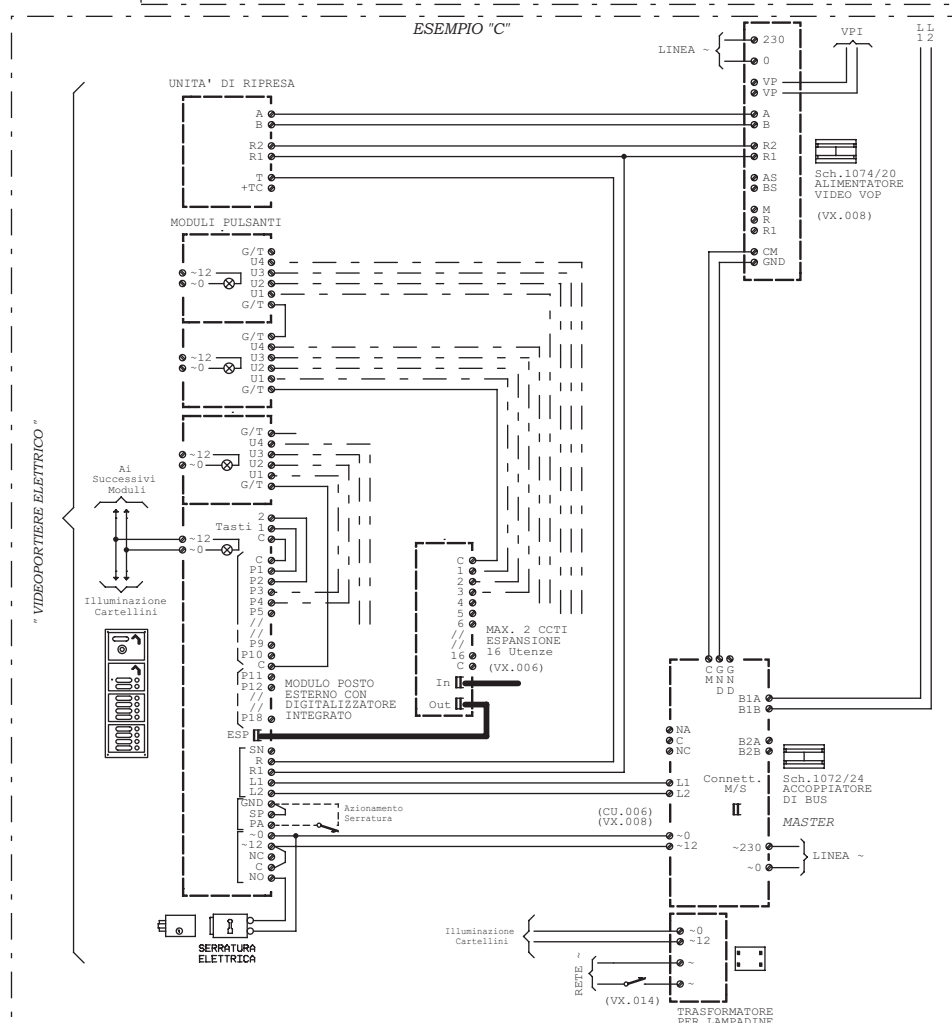 ESEMPIO "C"
LINEA ~
230
0
VP
VP
A
B
R2
R1
AS
BS
M
R
R1
CM
GND
VPI
L1
L2
Sch.1074/20
ALIMENTATORE
VIDEO VOP
(VX.008)
UNITA' DI RIPRESA
A
B
R2
R1
T
+TC
MODULI PULSANTI
G/T
U4
U3
U2
U1
G/T
~12
~0
G/T
U4
U3
U2
U1
G/T
~12
~0
G/T
U4
U3
U2
U1
G/T
~12
~0
" VIDEOPORTIERE ELETTRICO "
Ai
Successivi
Moduli
Illuminazione
Cartellini
~12
~0
2
Tasti 1
C
C
P1
P2
P3
P4
P5
//
//
P9
P10
C
P11
P12
//
//
P18
ESP
SN
R
R1
L1
L2
GND
SP
PA
~0
~12
NC
C
NO
MODULO POSTO
ESTERNO CON
DIGITALIZZATORE
INTEGRATO
Azionamento
Serratura
C
1
2
3
4
5
6
//
//
16
C
In
Out
MAX. 2 CCTI
ESPANSIONE
16 Utenze
(VX.006)
SERRATURA
ELETTRICA
CM
GND
GND
B1A
B1B
NA
C
NC
B2A
B2B
L1
L2
Connett.
M/S
~0
~12
~230
~0
LINEA ~
(CU.006)
(VX.008)
Sch.1072/24
ACCOPPIATORE
DI BUS
MASTER
Illuminazione
Cartellini
~0
~12
~
~
RETE ~
(VX.014)
TRASFORMATORE
PER LAMPADINE